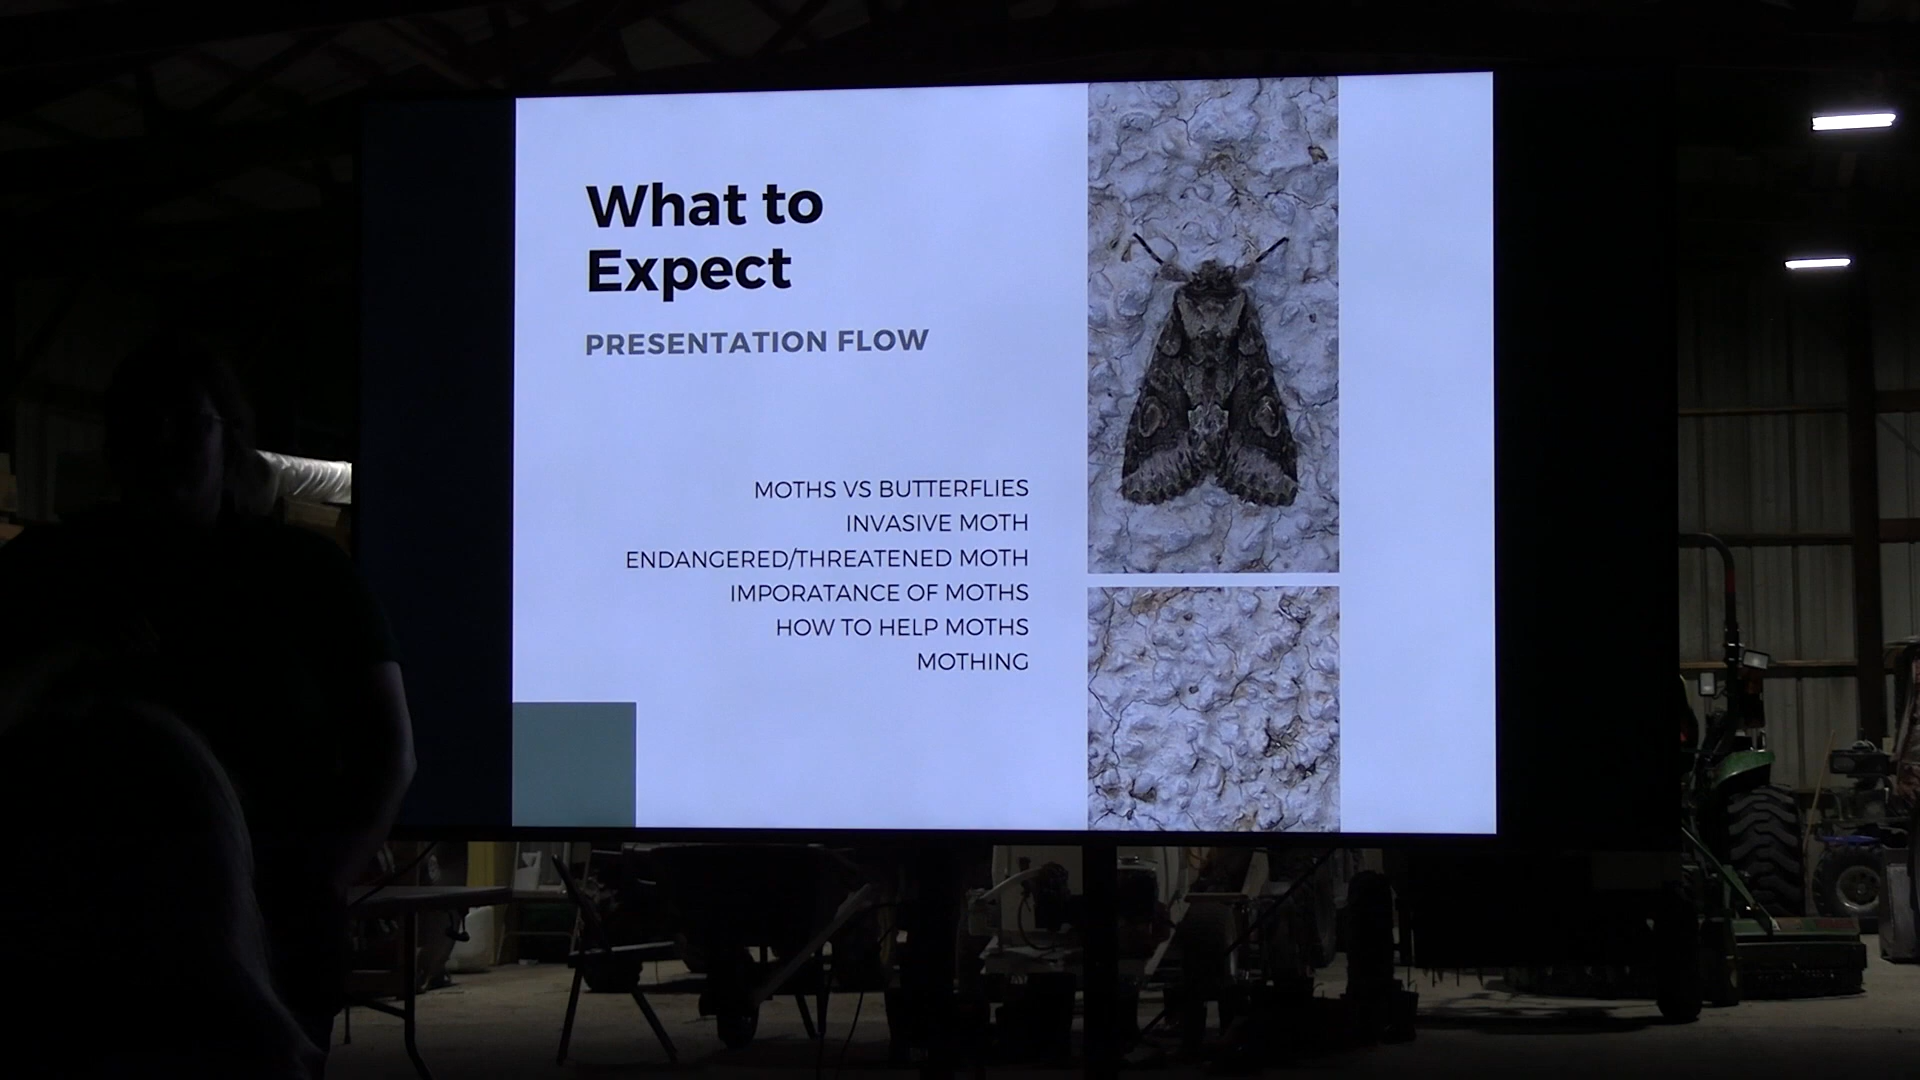 What to
Expect
PRESENTATION FLOW
MOTHS VS BUTTERFLIES
INVASIVE MOTH
ENDANGERED/THREATENED MOTH
IMPORATANCE OF MOTHS
HOW TO HELP MOTHS
MOTHING